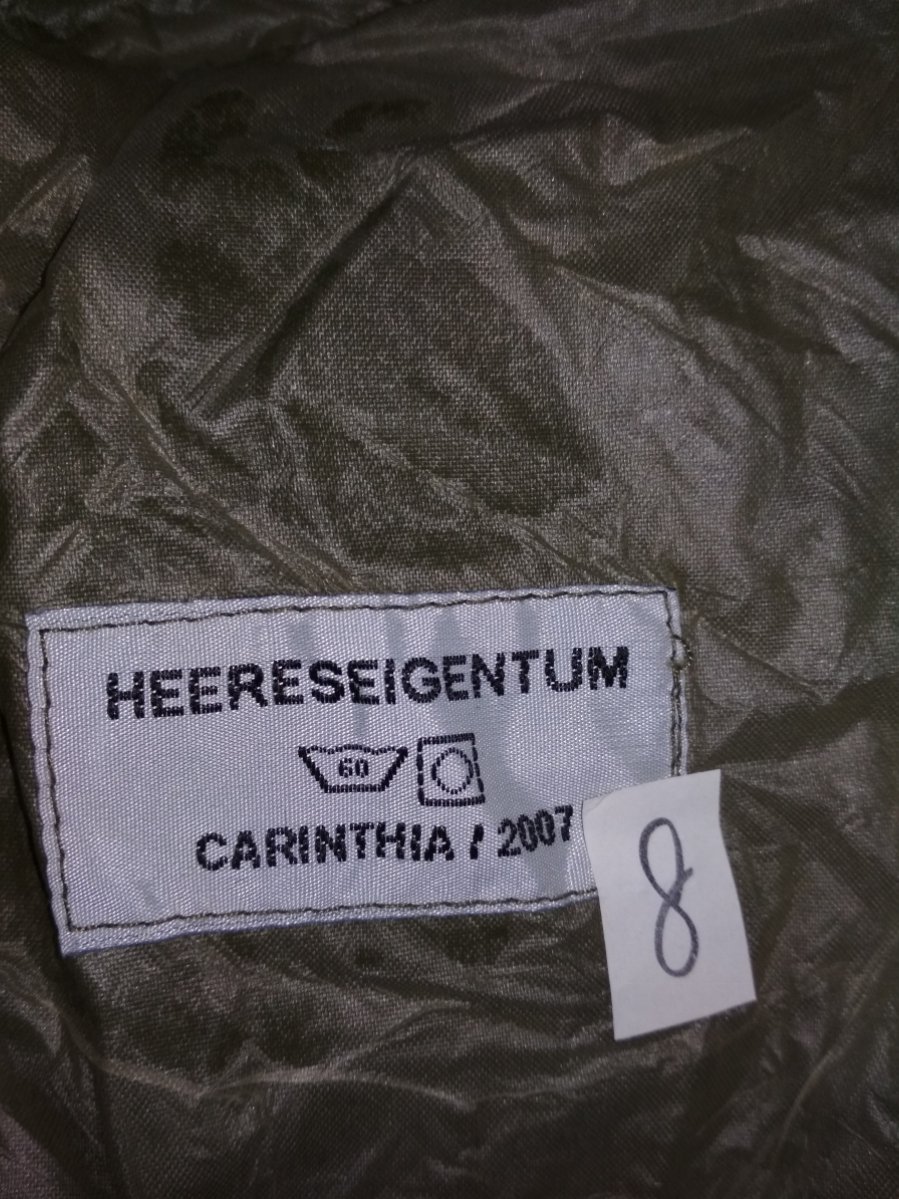 HEERESEIGENTUM
60
CARINTHIA / 2007
8